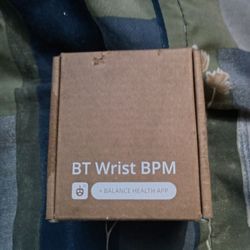 BT Wrist BPM
+ BALANCE HEALTH APP